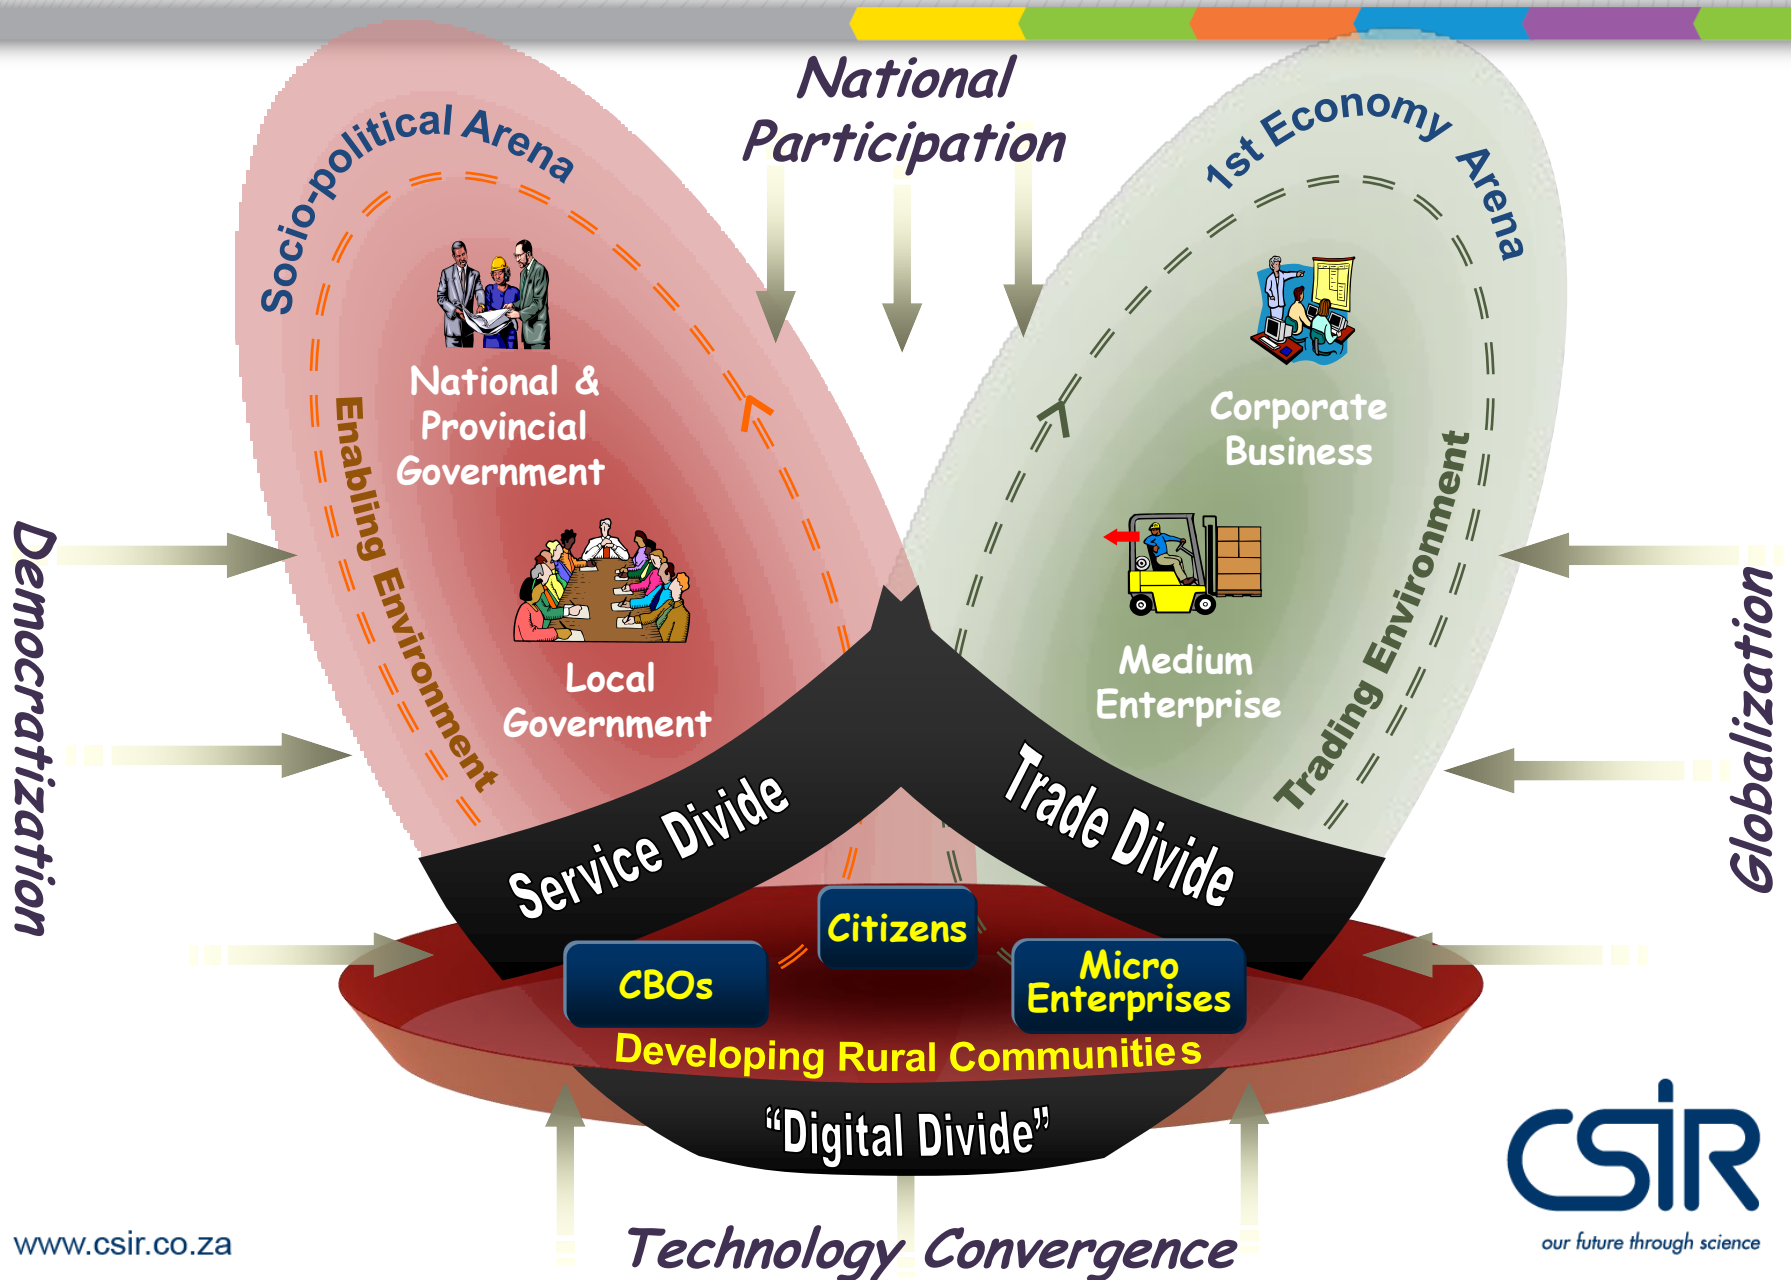 National
Participation
Socio-political Arena
1st Economy Arena
National &
Provincial
Government
Corporate
Business
Enabling Environment
Trading Environment
Local
Government
Medium
Enterprise
Democratization
Globalization
Service Divide
Trade Divide
Citizens
CBOs
Micro
Enterprises
Developing Rural Communities
“Digital Divide”
Technology Convergence
www.csir.co.za
CSIR
our future through science